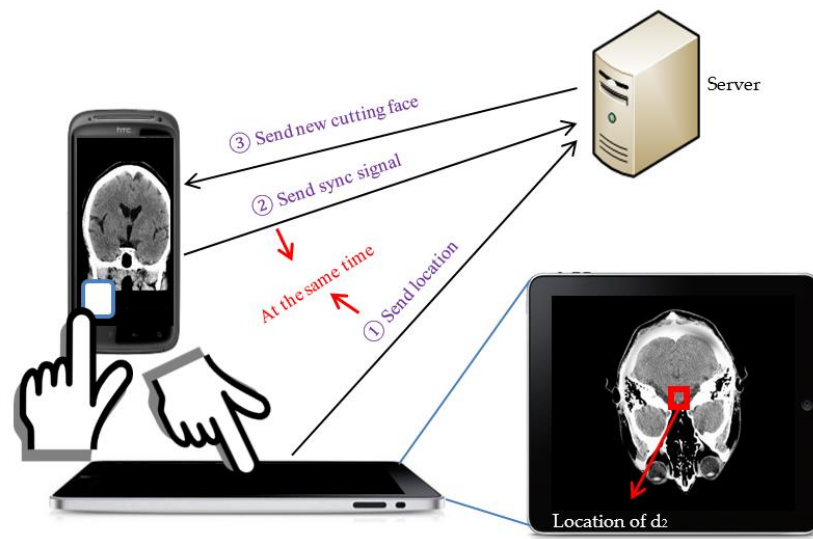 Server
③ Send new cutting face
htc
② Send sync signal
At the same time
① Send location
Location of d₂